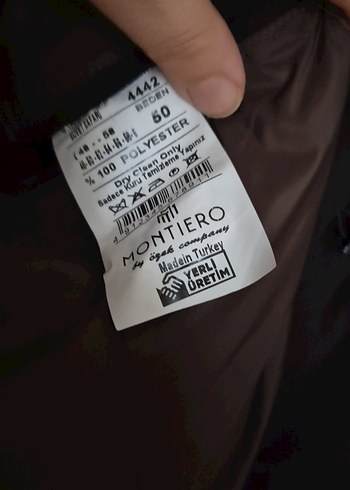 4442
BEDEN
50
% 100 POLYESTER
Dry Clean Only
Sadece Kuru Temizleme Yapınız
MONTIERO
by özek company
Made in Turkey
YERLİ
ÜRETİM